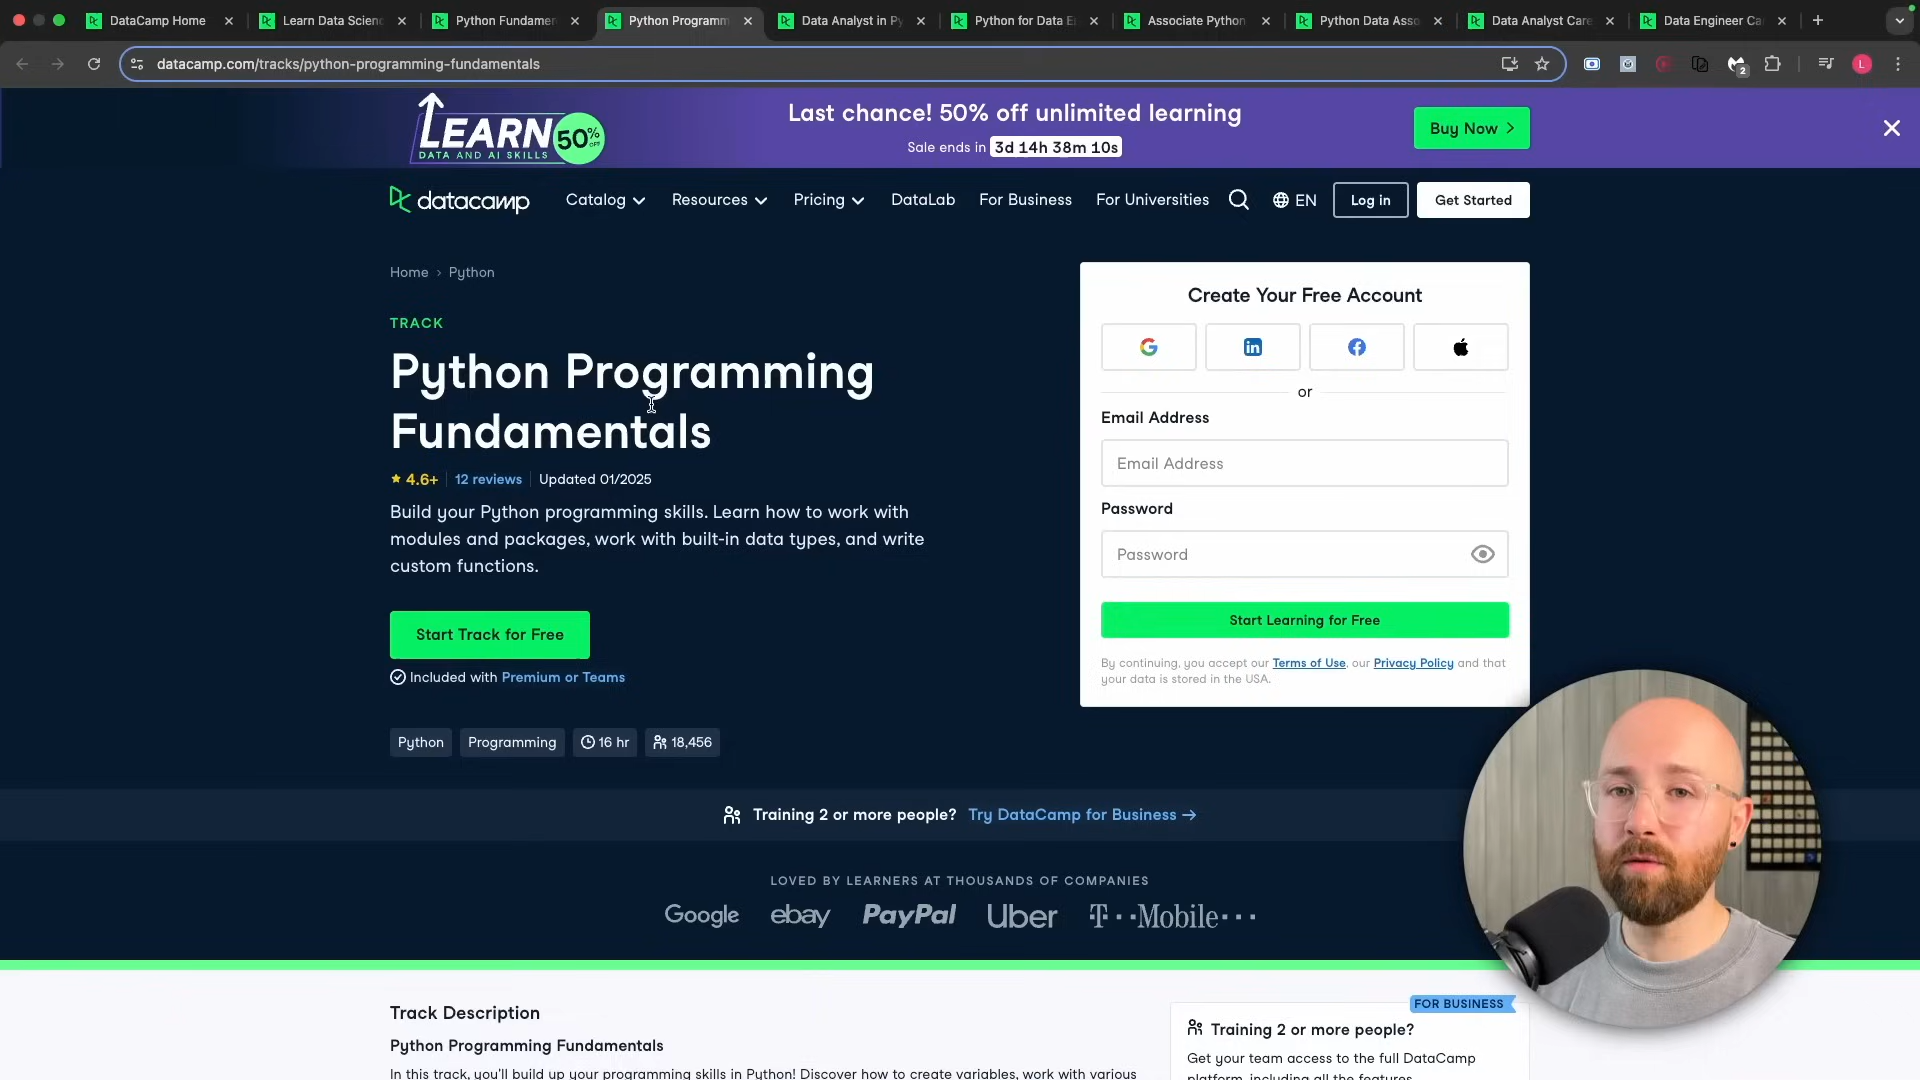 DataCamp Home
Learn Data Scien
Python Fundamen
Python Programm
Data Analyst in Py
Python for Data E
Associate Python
Python Data Asso
Data Analyst Care
Data Engineer Ca
datacamp.com/tracks/python-programming-fundamentals
2
L
LEARN
DATA AND AI SKILLS
50% OFF
Last chance! 50% off unlimited learning
Sale ends in 3d 14h 38m 10s
Buy Now
datacamp
Catalog
Resources
Pricing
DataLab
For Business
For Universities
EN
Log in
Get Started
Home › Python
TRACK
Python Programming
Fundamentals
4.6+
12 reviews
Updated 01/2025
Build your Python programming skills. Learn how to work with
modules and packages, work with built-in data types, and write
custom functions.
Start Track for Free
Included with Premium or Teams
Python
Programming
16 hr
18,456
Create Your Free Account
or
Email Address
Email Address
Password
Password
Start Learning for Free
By continuing, you accept our Terms of Use, our Privacy Policy and that
your data is stored in the USA.
Training 2 or more people? Try DataCamp for Business →
LOVED BY LEARNERS AT THOUSANDS OF COMPANIES
Google
ebay
PayPal
Uber
T··Mobile···
Track Description
Python Programming Fundamentals
In this track, you'll build up your programming skills in Python! Discover how to create variables, work with various
FOR BUSINESS
Training 2 or more people?
Get your team access to the full DataCamp
platform, including all the features.